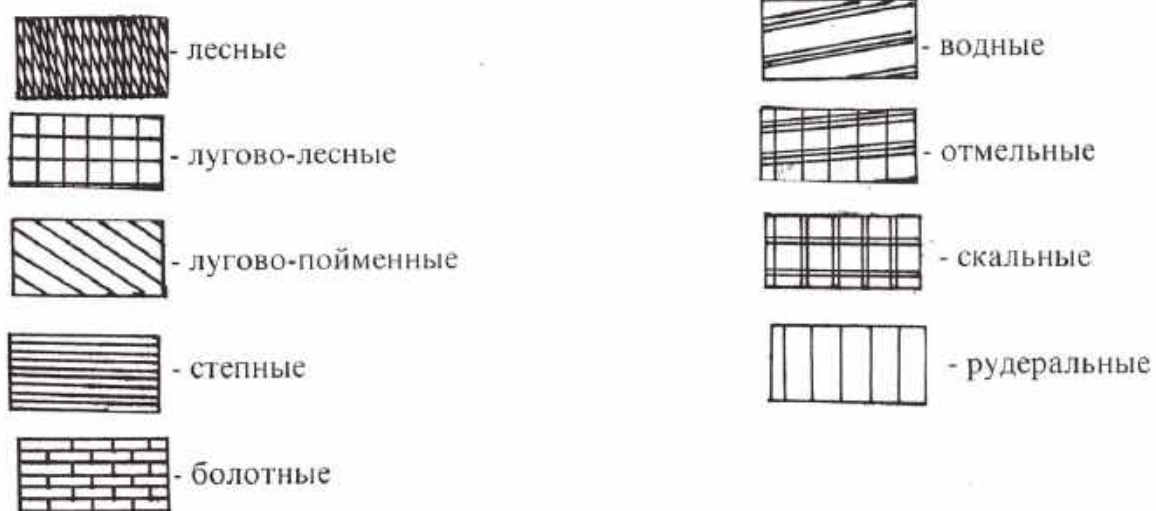 - лесные
- лугово-лесные
- лугово-пойменные
- степные
- болотные
- водные
- отмельные
- скальные
- рудеральные